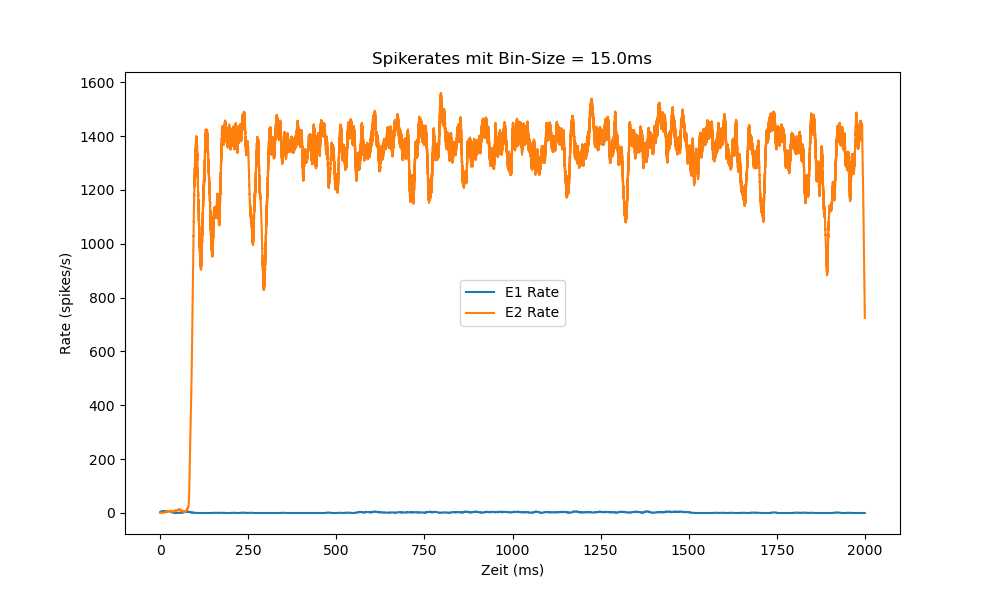 Spikerates mit Bin-Size = 15.0ms
1600
1400
1200
1000
800
600
400
200
0
Rate (spikes/s)
E1 Rate
E2 Rate
0 250 500 750 1000 1250 1500 1750 2000
Zeit (ms)